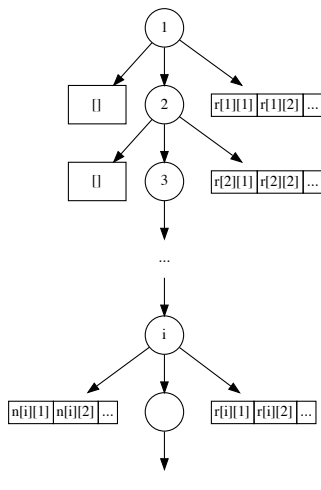 1
[] 2 r[1][1] r[1][2] ...
[] 3 r[2][1] r[2][2] ...
...
i
n[i][1] n[i][2] ... r[i][1] r[i][2] ...